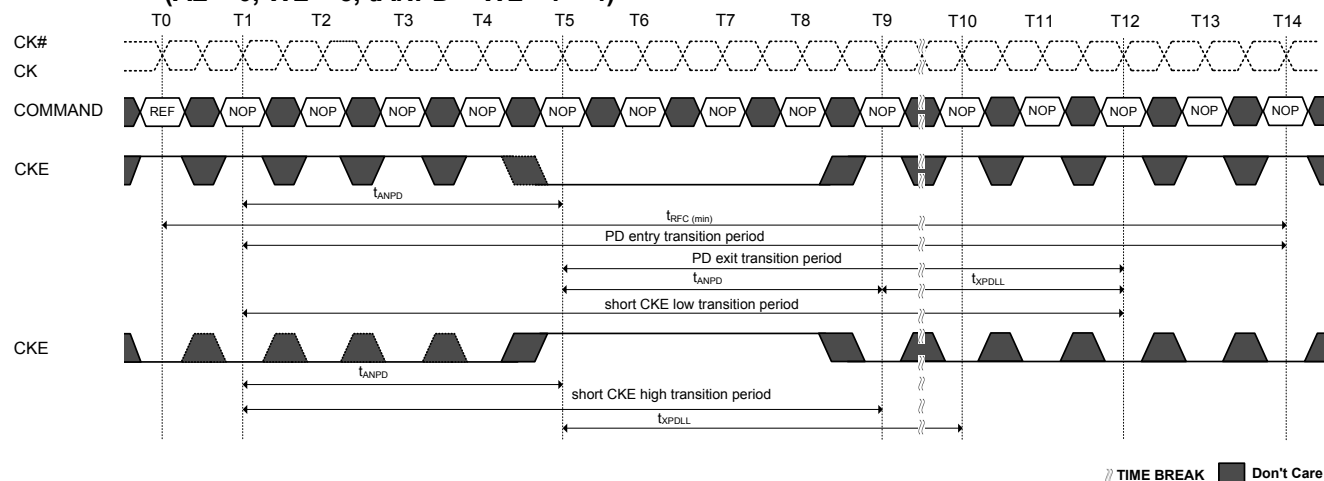 T0 T1 T2 T3 T4 T5 T6 T7 T8 T9 T10 T11 T12 T13 T14
CK#
CK
COMMAND REF NOP NOP NOP NOP NOP NOP NOP NOP NOP NOP NOP NOP NOP NOP
CKE
tANPD
tRFC (min)
PD entry transition period
PD exit transition period
tANPD tXPDLL
short CKE low transition period
CKE
tANPD
short CKE high transition period
tXPDLL
TIME BREAK Don't Care